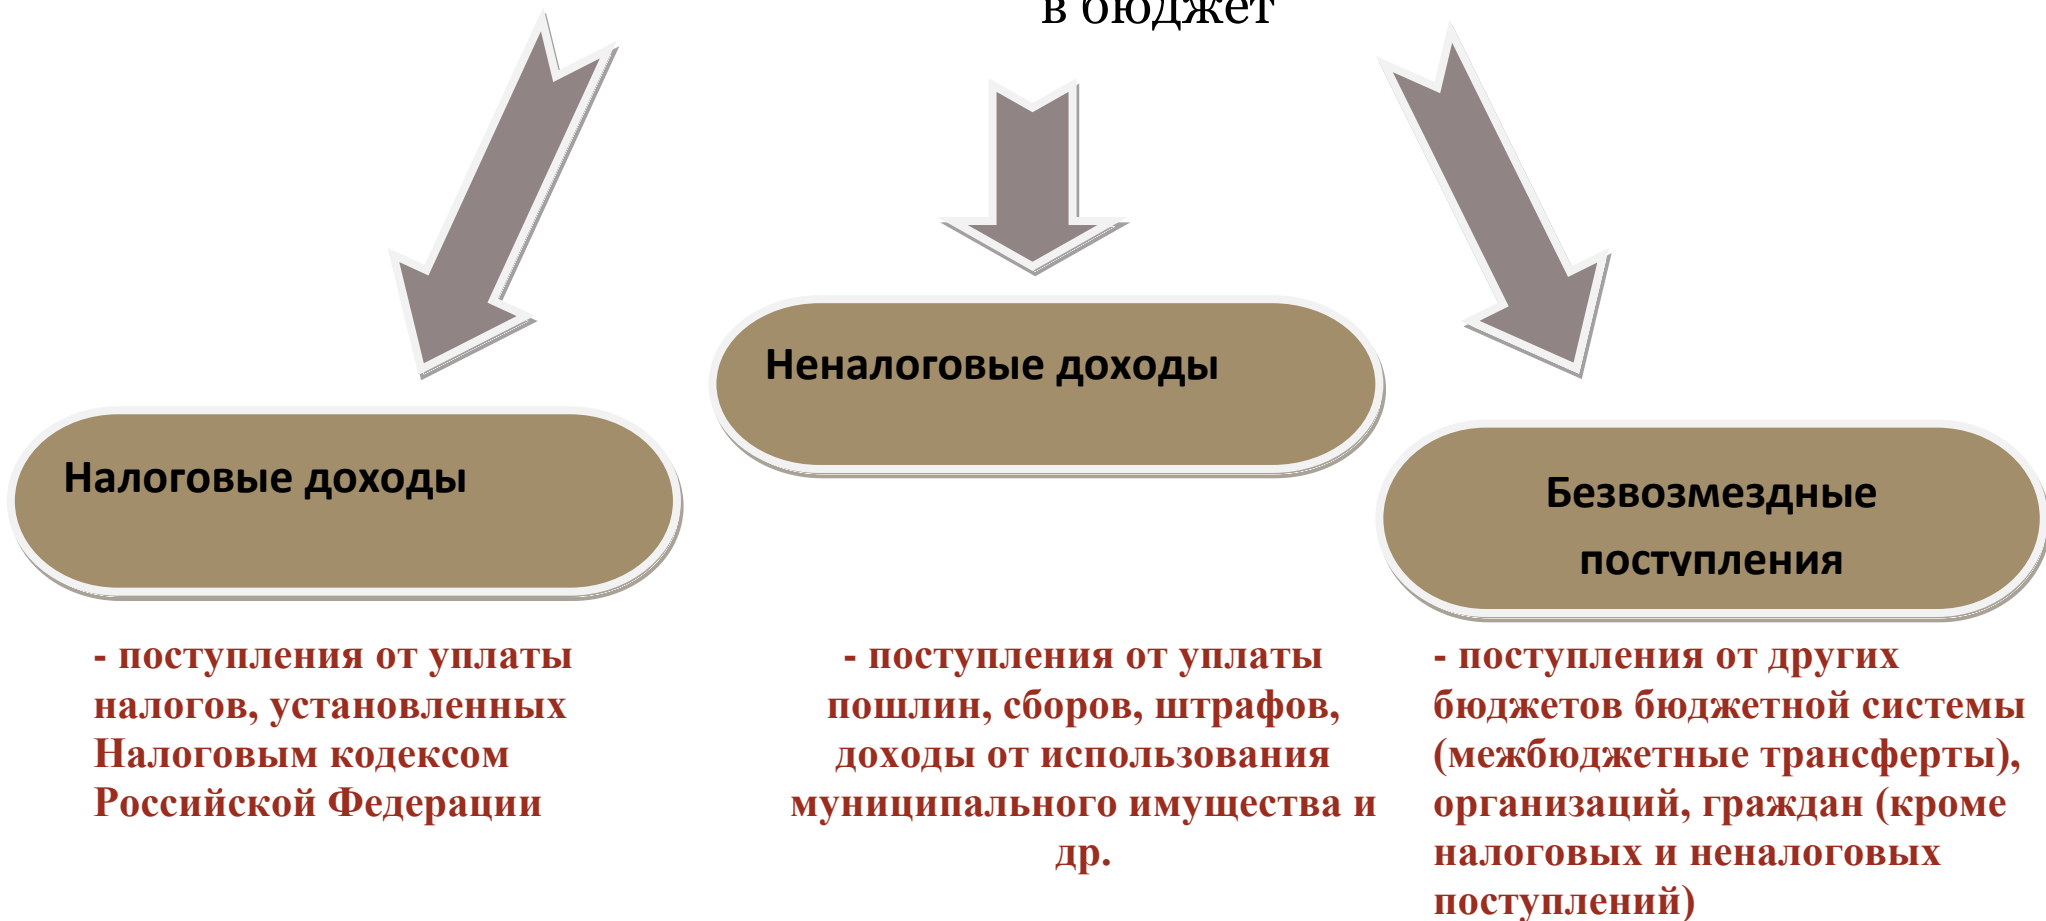 в бюджет
Неналоговые доходы
Налоговые доходы
Безвозмездные
поступления
- поступления от уплаты
налогов, установленных
Налоговым кодексом
Российской Федерации
- поступления от уплаты
пошлин, сборов, штрафов,
доходы от использования
муниципального имущества и
др.
- поступления от других
бюджетов бюджетной системы
(межбюджетные трансферты),
организаций, граждан (кроме
налоговых и неналоговых
поступлений)